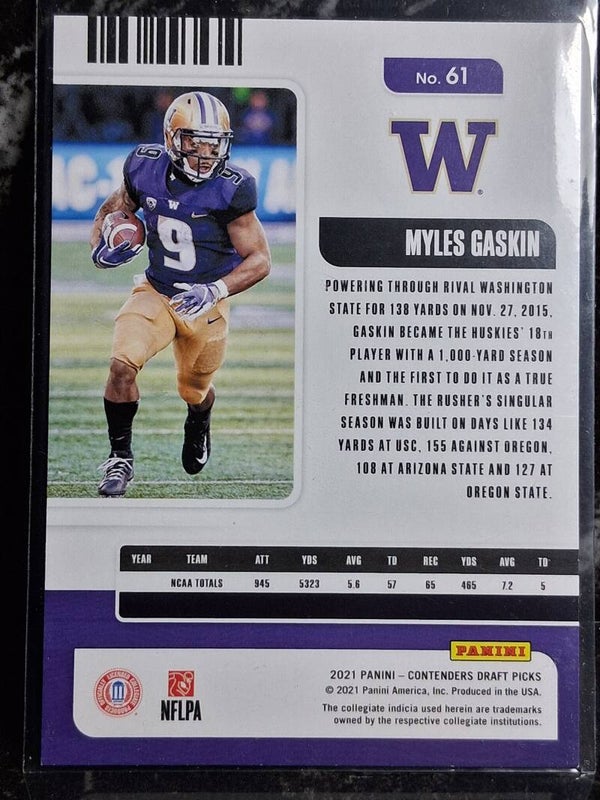 No. 61
W
MYLES GASKIN
POWERING THROUGH RIVAL WASHINGTON
STATE FOR 138 YARDS ON NOV. 27, 2015,
GASKIN BECAME THE HUSKIES' 18TH
PLAYER WITH A 1,000-YARD SEASON
AND THE FIRST TO DO IT AS A TRUE
FRESHMAN. THE RUSHER'S SINGULAR
SEASON WAS BUILT ON DAYS LIKE 134
YARDS AT USC, 155 AGAINST OREGON,
108 AT ARIZONA STATE AND 127 AT
OREGON STATE.
9
9
W
9
YEAR TEAM ATT YDS AVG TD REC YDS AVG TD
NCAA TOTALS 945 5323 5.6 57 65 465 7.2 5
PANINI
2021 PANINI – CONTENDERS DRAFT PICKS
© 2021 Panini America, Inc. Produced in the USA.
The collegiate indicia used herein are trademarks
owned by the respective collegiate institutions.
NFLPA